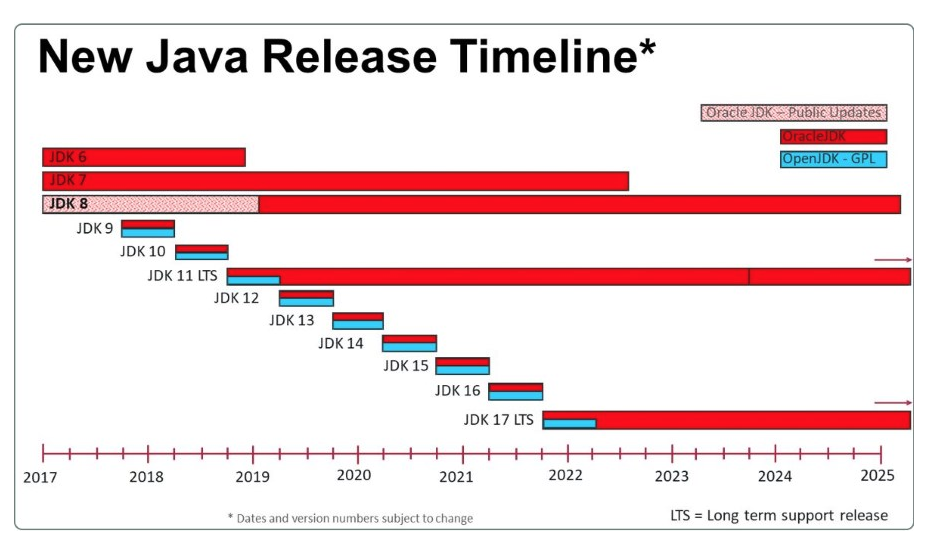 New Java Release Timeline*
Oracle JDK – Public Updates
OracleJDK
OpenJDK - GPL
JDK 6
JDK 7
JDK 8
JDK 9
JDK 10
JDK 11 LTS
JDK 12
JDK 13
JDK 14
JDK 15
JDK 16
JDK 17 LTS
2017 2018 2019 2020 2021 2022 2023 2024 2025
* Dates and version numbers subject to change
LTS = Long term support release